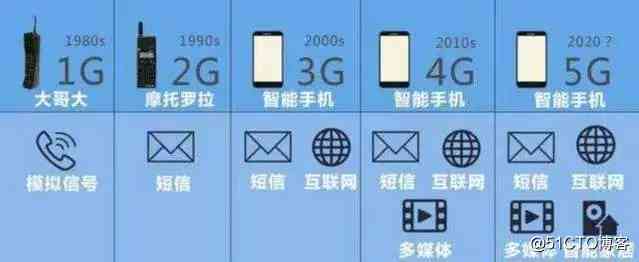 1980s 1990s 2000s 2010s 2020 ?
1G 2G 3G 4G 5G
大哥大 摩托罗拉 智能手机 智能手机 智能手机
模拟信号 短信 短信 互联网 短信 互联网 短信 互联网
多媒体 多媒体 智能家居
@51CTO博客